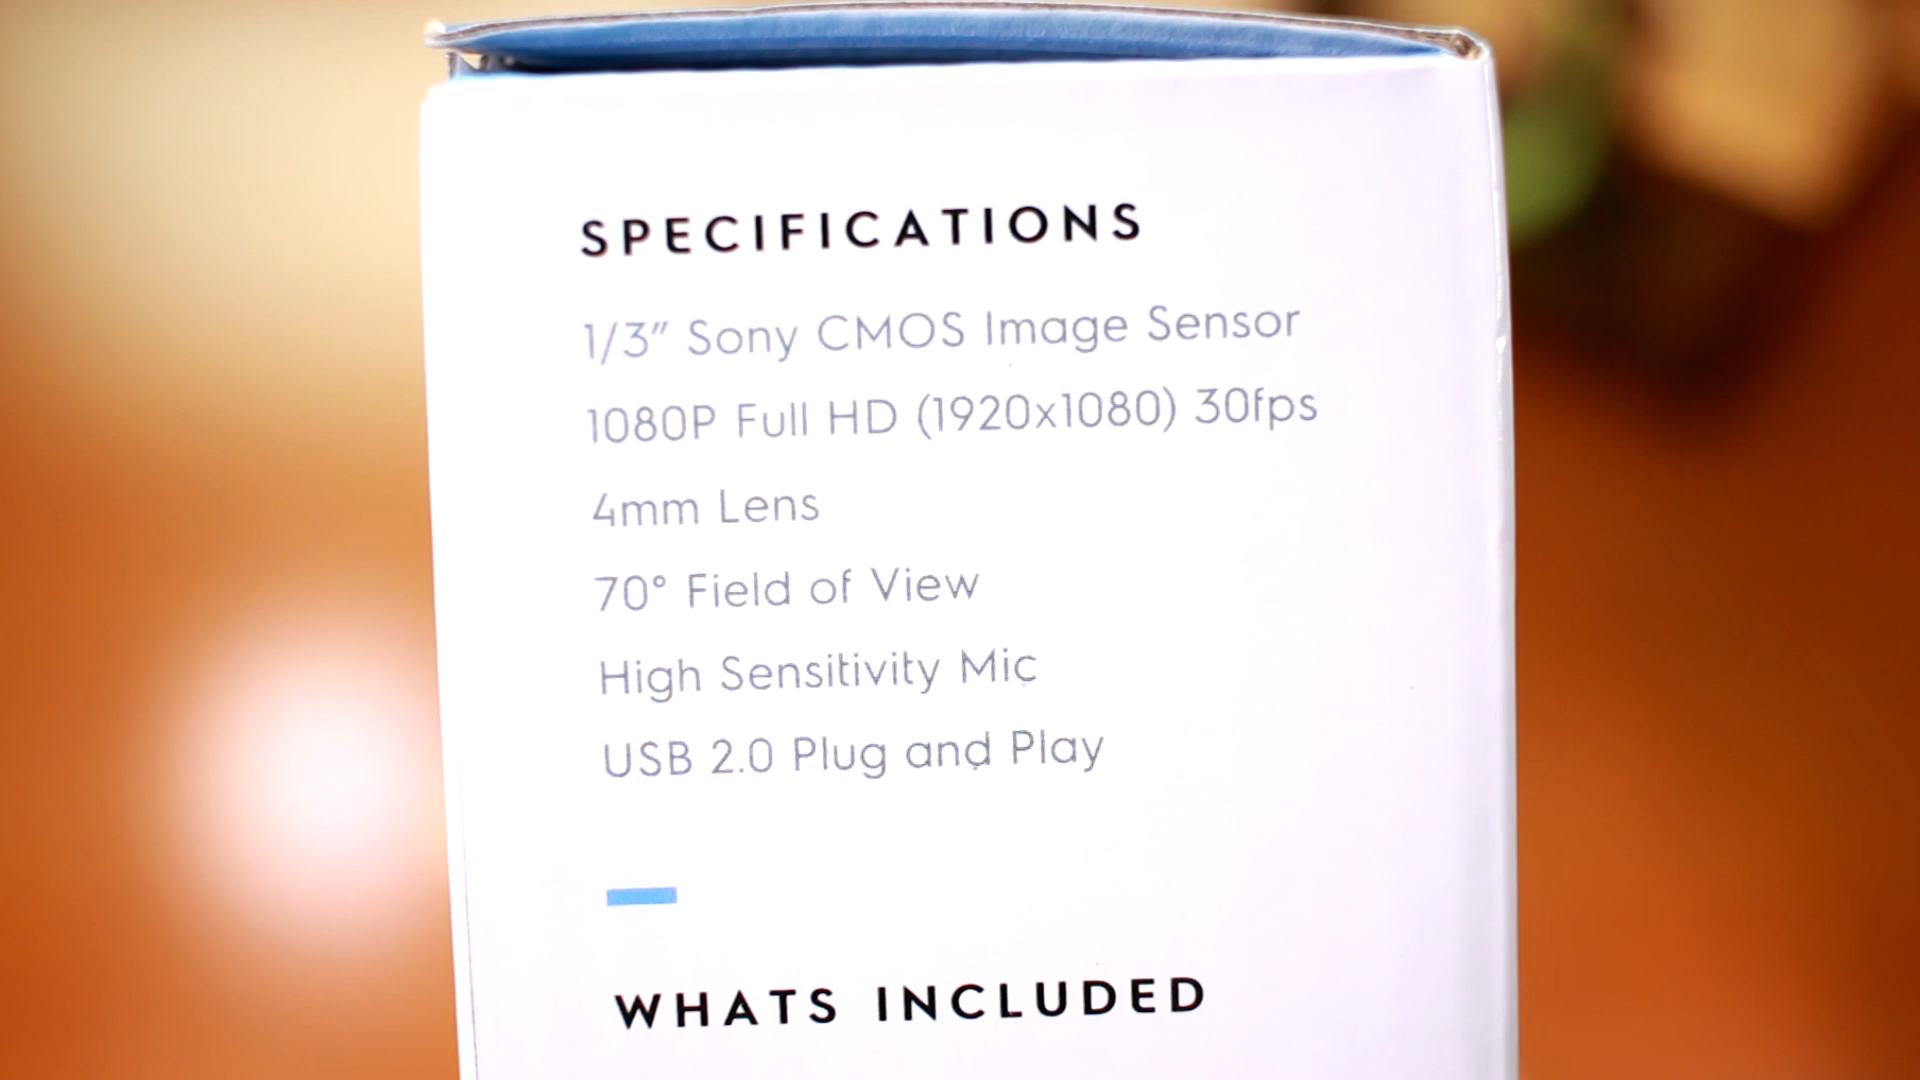 SPECIFICATIONS
1/3" Sony CMOS Image Sensor
1080P Full HD (1920x1080) 30fps
4mm Lens
70° Field of View
High Sensitivity Mic
USB 2.0 Plug and Play
WHATS INCLUDED